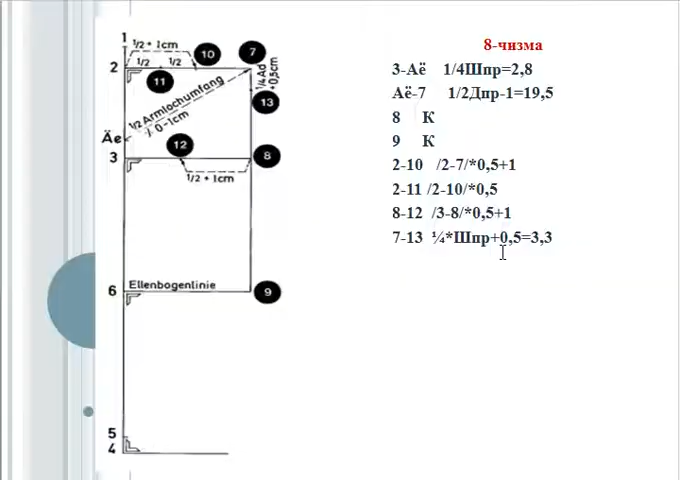 8-чизма
3-Аё 1/4Шпр=2,8
Аё-7 1/2Дпр-1=19,5
8 К
9 К
2-10 /2-7/*0,5+1
2-11 /2-10/*0,5
8-12 /3-8/*0,5+1
7-13 ¼*Шпр+0,5=3,3
1
½ + 1cm
10
7
2
½ ½
11
¼Ad
+0,5cm
13
½ Armlochumfang
./. 0-1cm
Äe
12
3
8
½ + 1cm
Ellenbogenlinie
6
9
5
4